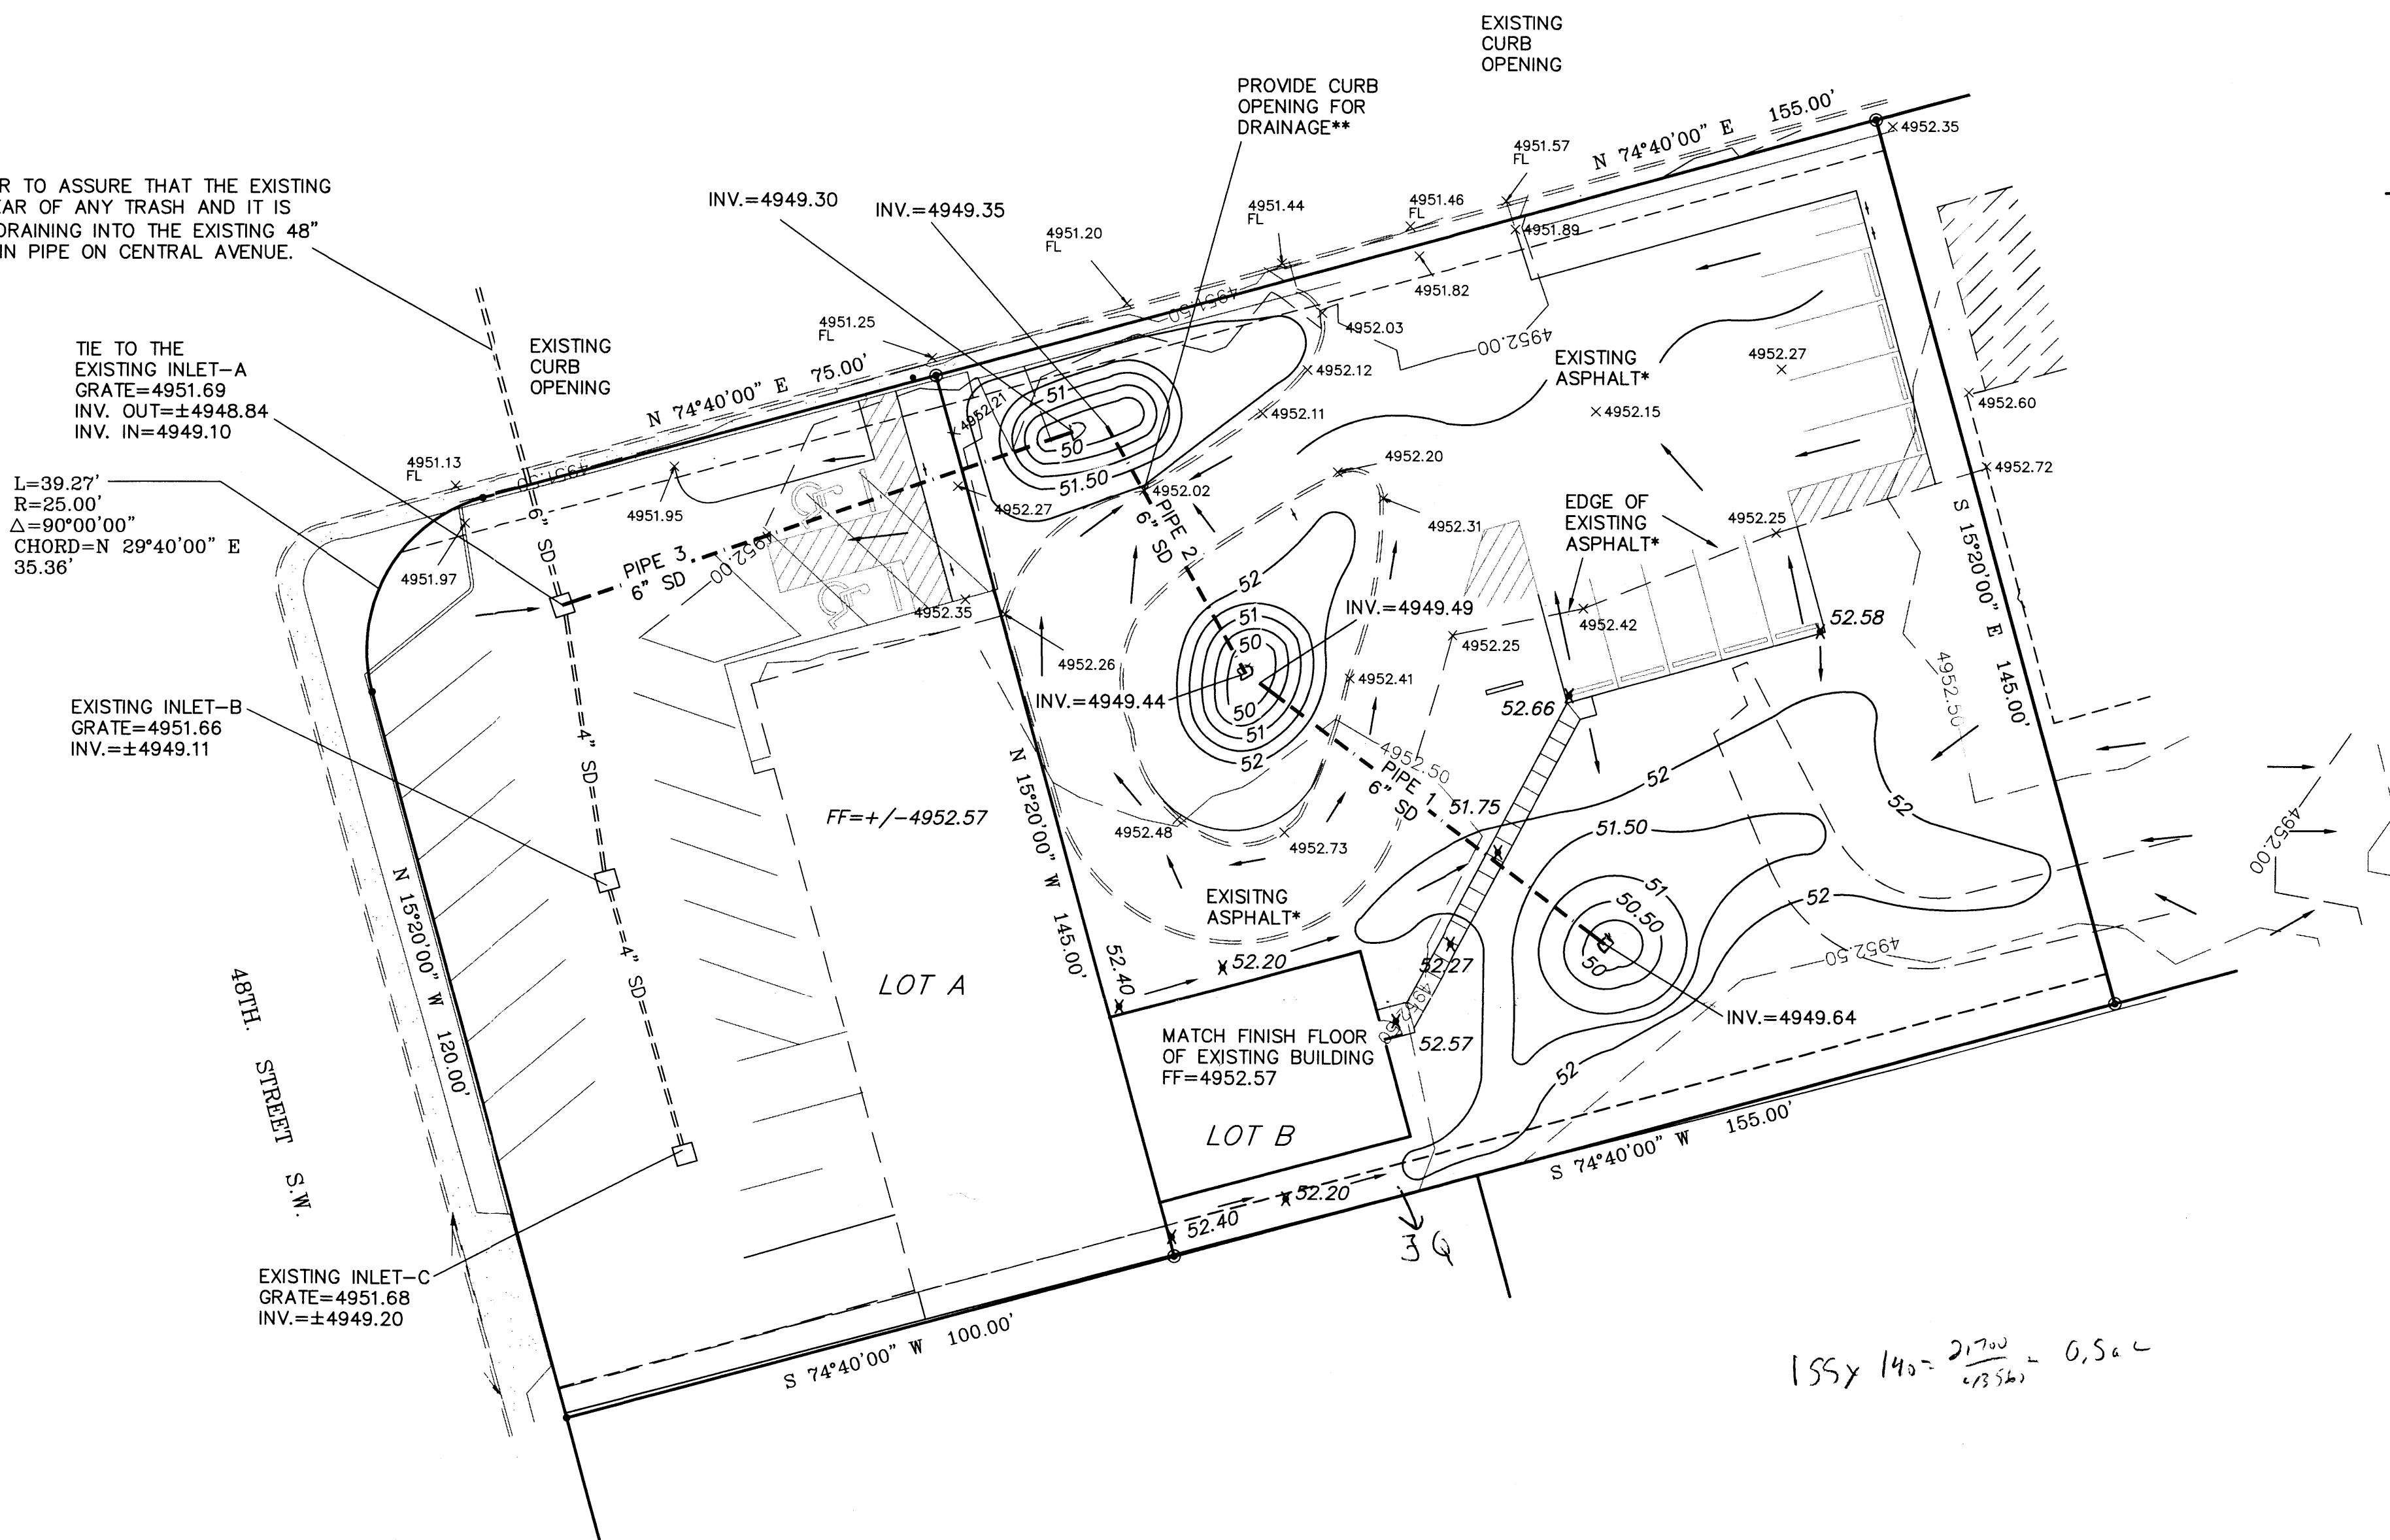 EXISTING
CURB
OPENING
PROVIDE CURB
OPENING FOR
DRAINAGE**
N 74°40'00" E 155.00'
4952.35
4951.57
FL
R TO ASSURE THAT THE EXISTING
EAR OF ANY TRASH AND IT IS
DRAINING INTO THE EXISTING 48"
IN PIPE ON CENTRAL AVENUE.
INV.=4949.30
INV.=4949.35
4951.20
FL
4951.44
FL
4951.46
FL
4951.89
4951.82
4951.50
4952.03
4952.00
4951.25
FL
TIE TO THE
EXISTING INLET-A
GRATE=4951.69
INV. OUT=±4948.84
INV. IN=4949.10
EXISTING
CURB
OPENING
N 74°40'00" E 75.00'
EXISTING
ASPHALT*
4952.27
4952.12
4952.11
4952.15
4952.60
4952.21
51
50
51.50
4951.13
FL
L=39.27'
R=25.00'
Δ=90°00'00"
CHORD=N 29°40'00" E
35.36'
4951.97
4951.95
6" SD
4952.27
4952.02
4952.20
4952.31
4952.72
EDGE OF
EXISTING
ASPHALT*
4952.25
S 15°20'00" E 145.00'
PIPE 3
6" SD
4952.00
PIPE 2
6" SD
4952.35
4952.26
52
51
50
INV.=4949.49
INV.=4949.44
4952.41
4952.25
4952.42
52.58
52.66
4952.50
50
51
52
EXISTING INLET-B
GRATE=4951.66
INV.=±4949.11
4" SD
FF=+/-4952.57
N 15°20'00" W 145.00'
4952.50
PIPE 1
6" SD
51.75
4952.48
4952.73
52
51.50
52
4952.00
N 15°20'00" W 120.00'
EXISITNG
ASPHALT*
51
50.50
50
52
4952.50
4" SD
LOT A
52.40
52.20
52.27
48TH. STREET S.W.
MATCH FINISH FLOOR
OF EXISTING BUILDING
FF=4952.57
52.57
INV.=4949.64
52
LOT B
S 74°40'00" W 155.00'
52.20
52.40
EXISTING INLET-C
GRATE=4951.68
INV.=±4949.20
S 74°40'00" W 100.00'